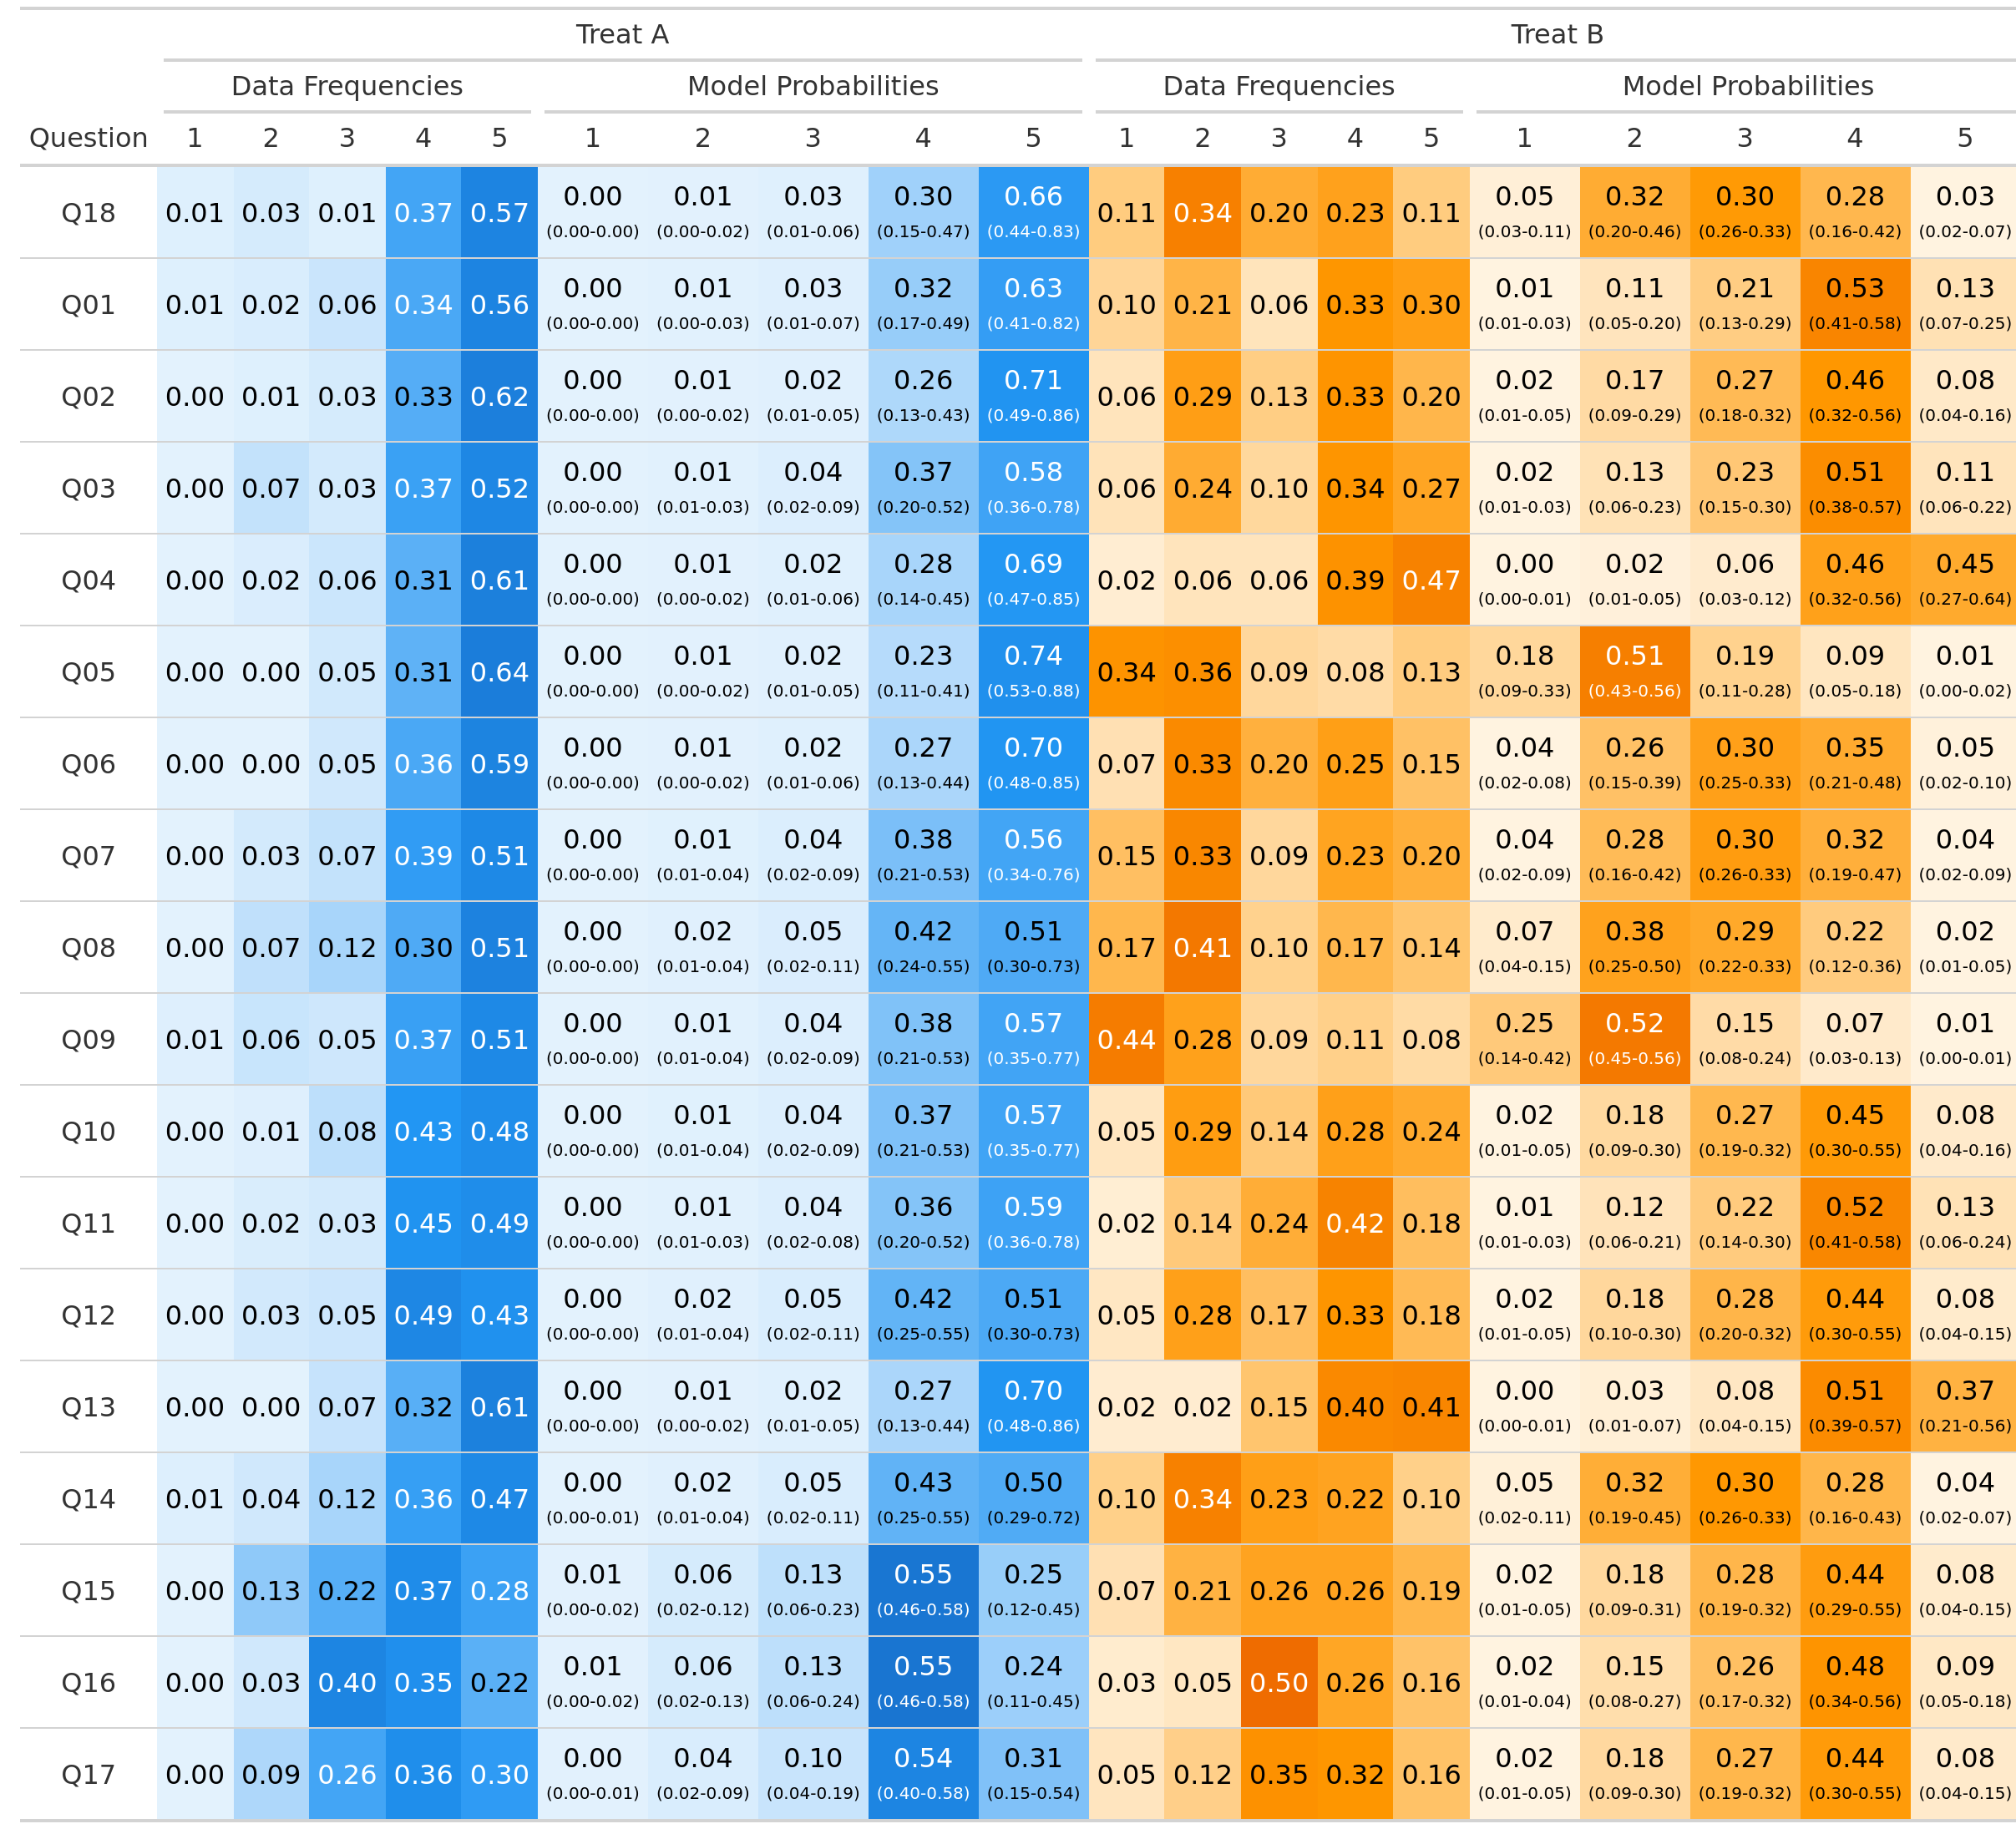 Treat A Treat B
Data Frequencies Model Probabilities Data Frequencies Model Probabilities
Question 1 2 3 4 5 1 2 3 4 5 1 2 3 4 5 1 2 3 4 5
Q18 0.01 0.03 0.01 0.37 0.57 0.00 0.01 0.03 0.30 0.66 0.11 0.34 0.20 0.23 0.11 0.05 0.32 0.30 0.28 0.03
(0.00-0.00) (0.00-0.02) (0.01-0.06) (0.15-0.47) (0.44-0.83) (0.03-0.11) (0.20-0.46) (0.26-0.33) (0.16-0.42) (0.02-0.07)
Q01 0.01 0.02 0.06 0.34 0.56 0.00 0.01 0.03 0.32 0.63 0.10 0.21 0.06 0.33 0.30 0.01 0.11 0.21 0.53 0.13
(0.00-0.00) (0.00-0.03) (0.01-0.07) (0.17-0.49) (0.41-0.82) (0.01-0.03) (0.05-0.20) (0.13-0.29) (0.41-0.58) (0.07-0.25)
Q02 0.00 0.01 0.03 0.33 0.62 0.00 0.01 0.02 0.26 0.71 0.06 0.29 0.13 0.33 0.20 0.02 0.17 0.27 0.46 0.08
(0.00-0.00) (0.00-0.02) (0.01-0.05) (0.13-0.43) (0.49-0.86) (0.01-0.05) (0.09-0.29) (0.18-0.32) (0.32-0.56) (0.04-0.16)
Q03 0.00 0.07 0.03 0.37 0.52 0.00 0.01 0.04 0.37 0.58 0.06 0.24 0.10 0.34 0.27 0.02 0.13 0.23 0.51 0.11
(0.00-0.00) (0.01-0.03) (0.02-0.09) (0.20-0.52) (0.36-0.78) (0.01-0.03) (0.06-0.23) (0.15-0.30) (0.38-0.57) (0.06-0.22)
Q04 0.00 0.02 0.06 0.31 0.61 0.00 0.01 0.02 0.28 0.69 0.02 0.06 0.06 0.39 0.47 0.00 0.02 0.06 0.46 0.45
(0.00-0.00) (0.00-0.02) (0.01-0.06) (0.14-0.45) (0.47-0.85) (0.00-0.01) (0.01-0.05) (0.03-0.12) (0.32-0.56) (0.27-0.64)
Q05 0.00 0.00 0.05 0.31 0.64 0.00 0.01 0.02 0.23 0.74 0.34 0.36 0.09 0.08 0.13 0.18 0.51 0.19 0.09 0.01
(0.00-0.00) (0.00-0.02) (0.01-0.05) (0.11-0.41) (0.53-0.88) (0.09-0.33) (0.43-0.56) (0.11-0.28) (0.05-0.18) (0.00-0.02)
Q06 0.00 0.00 0.05 0.36 0.59 0.00 0.01 0.02 0.27 0.70 0.07 0.33 0.20 0.25 0.15 0.04 0.26 0.30 0.35 0.05
(0.00-0.00) (0.00-0.02) (0.01-0.06) (0.13-0.44) (0.48-0.85) (0.02-0.08) (0.15-0.39) (0.25-0.33) (0.21-0.48) (0.02-0.10)
Q07 0.00 0.03 0.07 0.39 0.51 0.00 0.01 0.04 0.38 0.56 0.15 0.33 0.09 0.23 0.20 0.04 0.28 0.30 0.32 0.04
(0.00-0.00) (0.01-0.04) (0.02-0.09) (0.21-0.53) (0.34-0.76) (0.02-0.09) (0.16-0.42) (0.26-0.33) (0.19-0.47) (0.02-0.09)
Q08 0.00 0.07 0.12 0.30 0.51 0.00 0.02 0.05 0.42 0.51 0.17 0.41 0.10 0.17 0.14 0.07 0.38 0.29 0.22 0.02
(0.00-0.00) (0.01-0.04) (0.02-0.11) (0.24-0.55) (0.30-0.73) (0.04-0.15) (0.25-0.50) (0.22-0.33) (0.12-0.36) (0.01-0.05)
Q09 0.01 0.06 0.05 0.37 0.51 0.00 0.01 0.04 0.38 0.57 0.44 0.28 0.09 0.11 0.08 0.25 0.52 0.15 0.07 0.01
(0.00-0.00) (0.01-0.04) (0.02-0.09) (0.21-0.53) (0.35-0.77) (0.14-0.42) (0.45-0.56) (0.08-0.24) (0.03-0.13) (0.00-0.01)
Q10 0.00 0.01 0.08 0.43 0.48 0.00 0.01 0.04 0.37 0.57 0.05 0.29 0.14 0.28 0.24 0.02 0.18 0.27 0.45 0.08
(0.00-0.00) (0.01-0.04) (0.02-0.09) (0.21-0.53) (0.35-0.77) (0.01-0.05) (0.09-0.30) (0.19-0.32) (0.30-0.55) (0.04-0.16)
Q11 0.00 0.02 0.03 0.45 0.49 0.00 0.01 0.04 0.36 0.59 0.02 0.14 0.24 0.42 0.18 0.01 0.12 0.22 0.52 0.13
(0.00-0.00) (0.01-0.03) (0.02-0.08) (0.20-0.52) (0.36-0.78) (0.01-0.03) (0.06-0.21) (0.14-0.30) (0.41-0.58) (0.06-0.24)
Q12 0.00 0.03 0.05 0.49 0.43 0.00 0.02 0.05 0.42 0.51 0.05 0.28 0.17 0.33 0.18 0.02 0.18 0.28 0.44 0.08
(0.00-0.00) (0.01-0.04) (0.02-0.11) (0.25-0.55) (0.30-0.73) (0.01-0.05) (0.10-0.30) (0.20-0.32) (0.30-0.55) (0.04-0.15)
Q13 0.00 0.00 0.07 0.32 0.61 0.00 0.01 0.02 0.27 0.70 0.02 0.02 0.15 0.40 0.41 0.00 0.03 0.08 0.51 0.37
(0.00-0.00) (0.00-0.02) (0.01-0.05) (0.13-0.44) (0.48-0.86) (0.00-0.01) (0.01-0.07) (0.04-0.15) (0.39-0.57) (0.21-0.56)
Q14 0.01 0.04 0.12 0.36 0.47 0.00 0.02 0.05 0.43 0.50 0.10 0.34 0.23 0.22 0.10 0.05 0.32 0.30 0.28 0.04
(0.00-0.01) (0.01-0.04) (0.02-0.11) (0.25-0.55) (0.29-0.72) (0.02-0.11) (0.19-0.45) (0.26-0.33) (0.16-0.43) (0.02-0.07)
Q15 0.00 0.13 0.22 0.37 0.28 0.01 0.06 0.13 0.55 0.25 0.07 0.21 0.26 0.26 0.19 0.02 0.18 0.28 0.44 0.08
(0.00-0.02) (0.02-0.12) (0.06-0.23) (0.46-0.58) (0.12-0.45) (0.01-0.05) (0.09-0.31) (0.19-0.32) (0.29-0.55) (0.04-0.15)
Q16 0.00 0.03 0.40 0.35 0.22 0.01 0.06 0.13 0.55 0.24 0.03 0.05 0.50 0.26 0.16 0.02 0.15 0.26 0.48 0.09
(0.00-0.02) (0.02-0.13) (0.06-0.24) (0.46-0.58) (0.11-0.45) (0.01-0.04) (0.08-0.27) (0.17-0.32) (0.34-0.56) (0.05-0.18)
Q17 0.00 0.09 0.26 0.36 0.30 0.00 0.04 0.10 0.54 0.31 0.05 0.12 0.35 0.32 0.16 0.02 0.18 0.27 0.44 0.08
(0.00-0.01) (0.02-0.09) (0.04-0.19) (0.40-0.58) (0.15-0.54) (0.01-0.05) (0.09-0.30) (0.19-0.32) (0.30-0.55) (0.04-0.15)